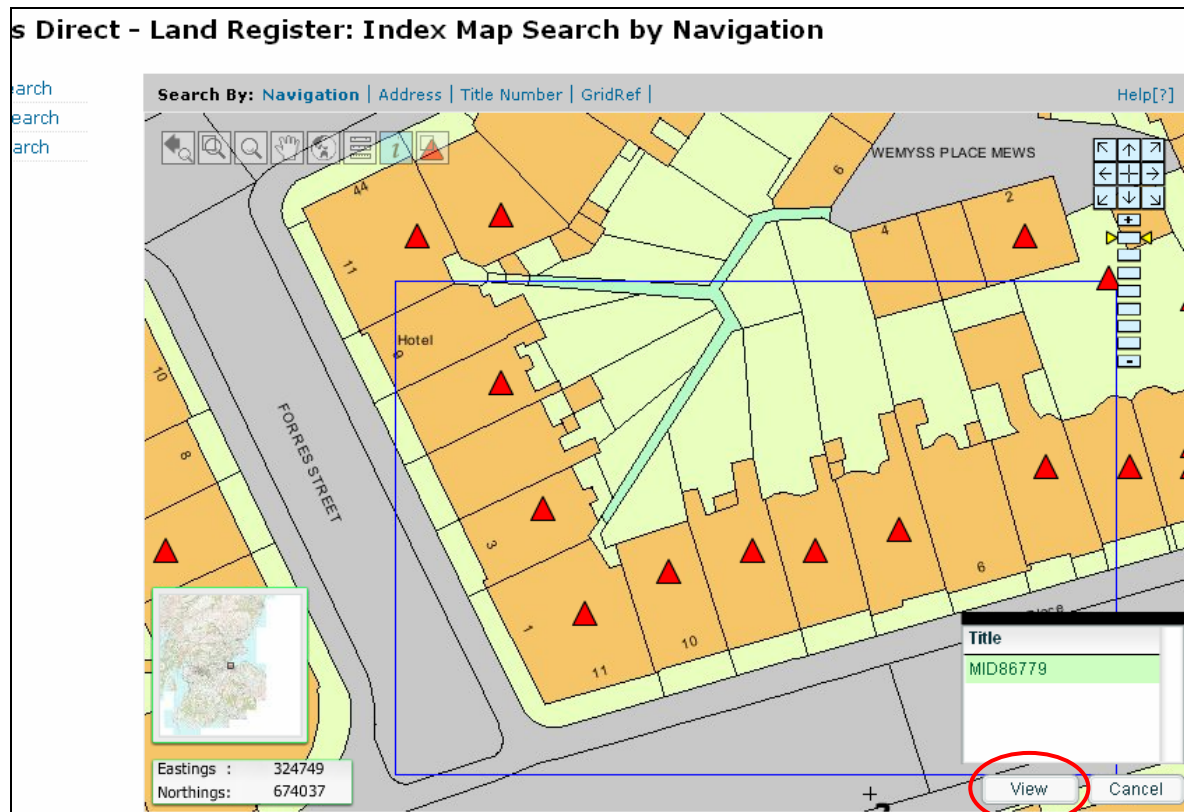 s Direct - Land Register: Index Map Search by Navigation
earch
earch
earch
Search By: Navigation | Address | Title Number | GridRef |
Help[?]
WEMYSS PLACE MEWS
44
6
2
4
11
Hotel
9
10
FORRES STREET
8
3
6
1
10
11
Title
MID86779
Eastings : 324749
Northings: 674037
View
Cancel